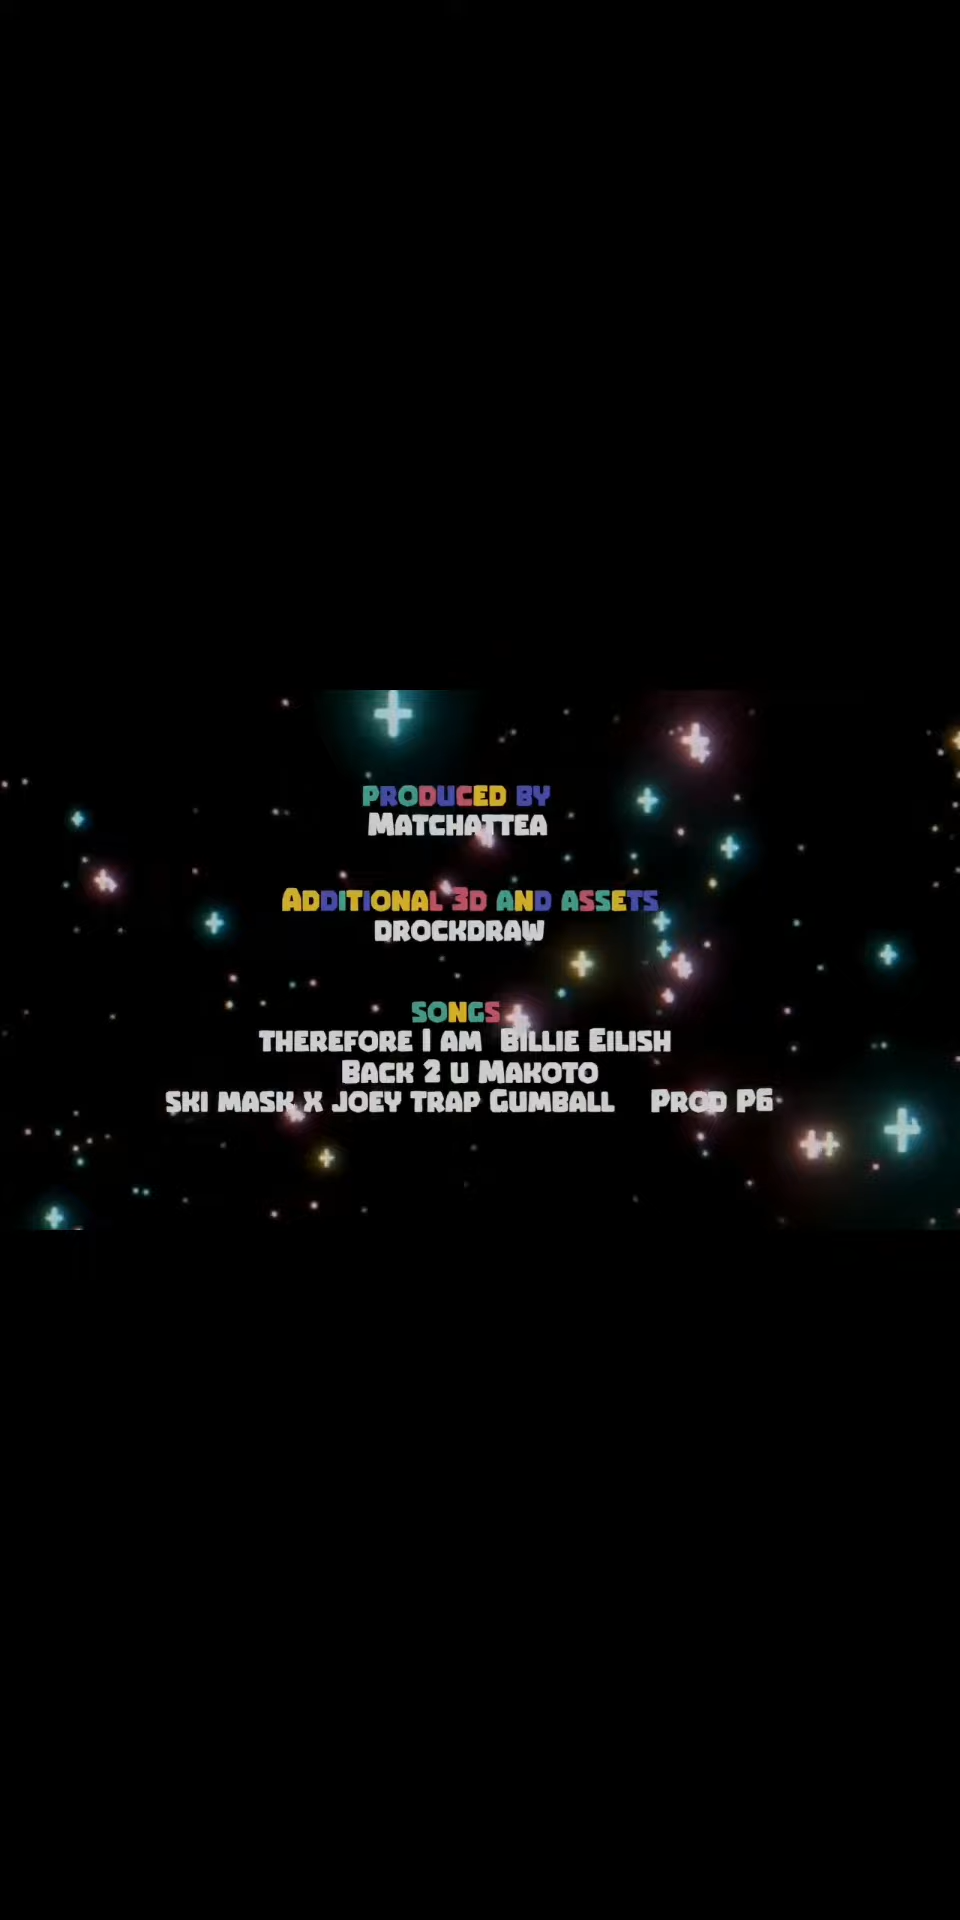 PRODUCED BY
MATCHATTEA
ADDITIONAL 3D AND ASSETS
DROCKDRAW
SONGS
THEREFORE I AM BILLIE EILISH
BACK 2 U MAKOTO
SKI MASK X JOEY TRAP GUMBALL PROD P6